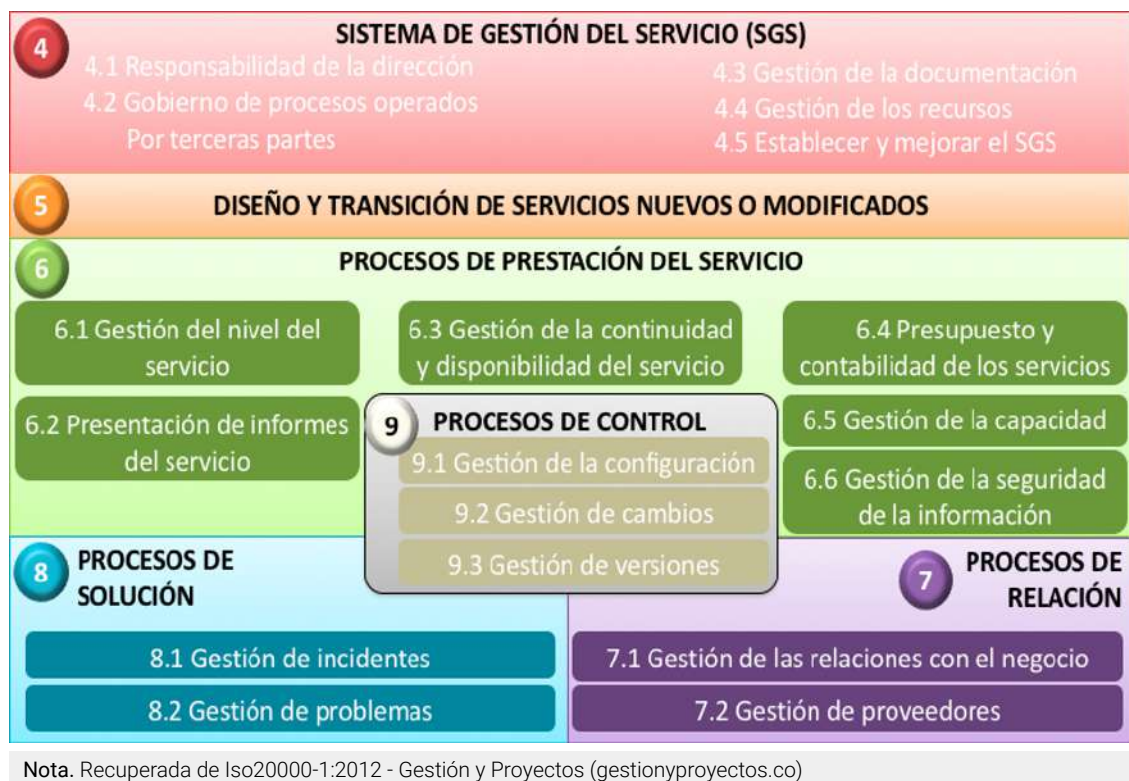 4
SISTEMA DE GESTIÓN DEL SERVICIO (SGS)
4.1 Responsabilidad de la dirección
4.2 Gobierno de procesos operados
Por terceras partes
4.3 Gestión de la documentación
4.4 Gestión de los recursos
4.5 Establecer y mejorar el SGS
5
DISEÑO Y TRANSICIÓN DE SERVICIOS NUEVOS O MODIFICADOS
6
PROCESOS DE PRESTACIÓN DEL SERVICIO
6.1 Gestión del nivel del
servicio
6.2 Presentación de informes
del servicio
6.3 Gestión de la continuidad
y disponibilidad del servicio
6.4 Presupuesto y
contabilidad de los servicios
6.5 Gestión de la capacidad
6.6 Gestión de la seguridad
de la información
9
PROCESOS DE CONTROL
9.1 Gestión de la configuración
9.2 Gestión de cambios
9.3 Gestión de versiones
8
PROCESOS DE
SOLUCIÓN
8.1 Gestión de incidentes
8.2 Gestión de problemas
7
PROCESOS DE
RELACIÓN
7.1 Gestión de las relaciones con el negocio
7.2 Gestión de proveedores
Nota. Recuperada de Iso20000-1:2012 - Gestión y Proyectos (gestionyproyectos.co)